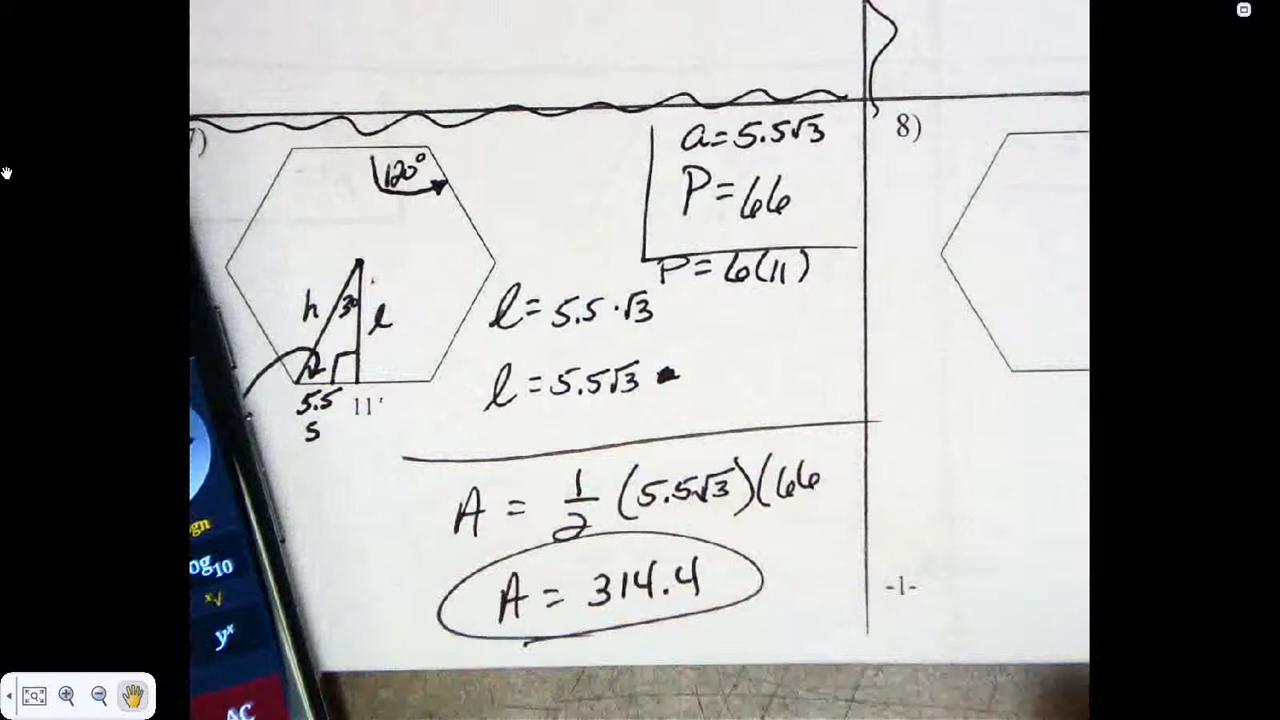 7)
120°
a = 5.5√3
P = 66
P = 6(11)
8)
h
30
l
l = 5.5 · √3
l = 5.5√3
5.5
11'
s
A = 1/2 (5.5√3)(66
A = 314.4
-1-
og10
x√
y^x
AC